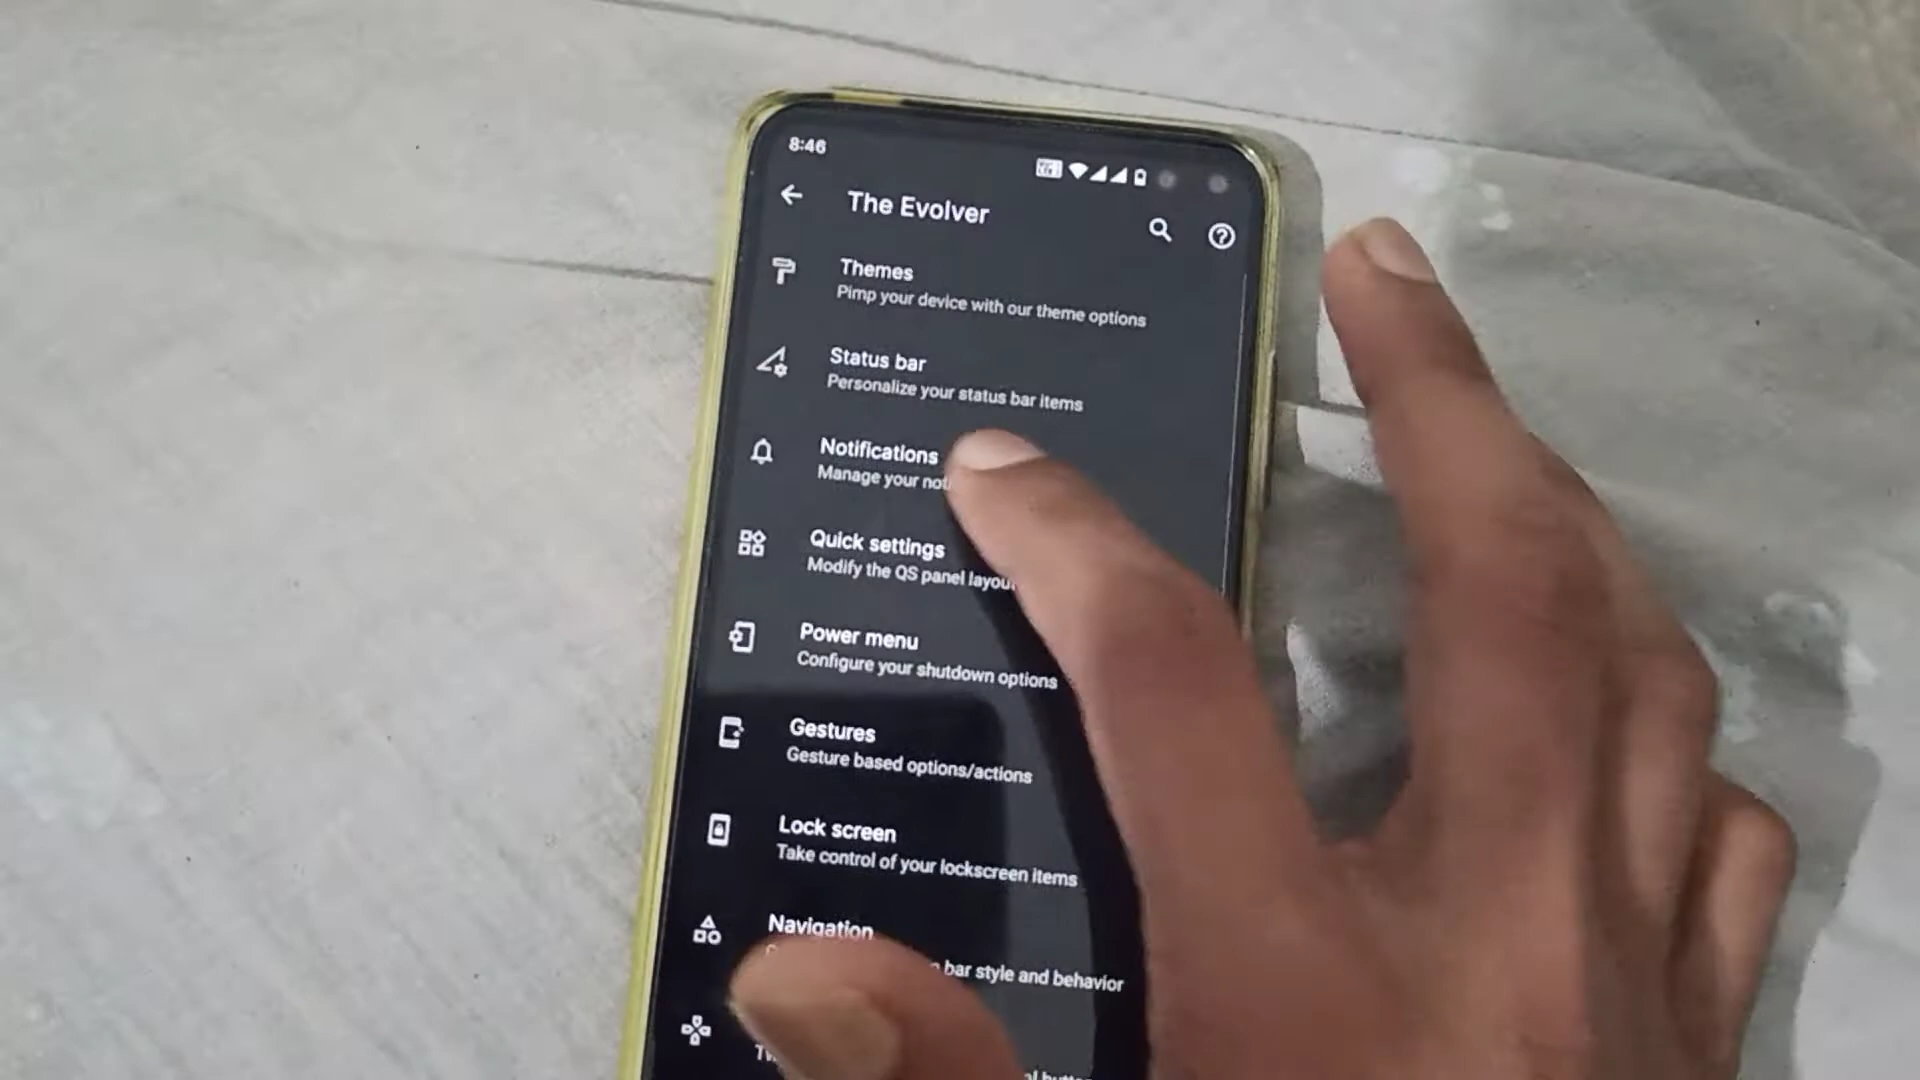 8:46
The Evolver
Themes
Pimp your device with our theme options
Status bar
Personalize your status bar items
Notifications
Manage your
Quick settings
Modify the QS panel
Power menu
Configure your shutdown options
Gestures
Gesture based options/actions
Lock screen
Take control of your lockscreen items
Navigation
bar style and behavior